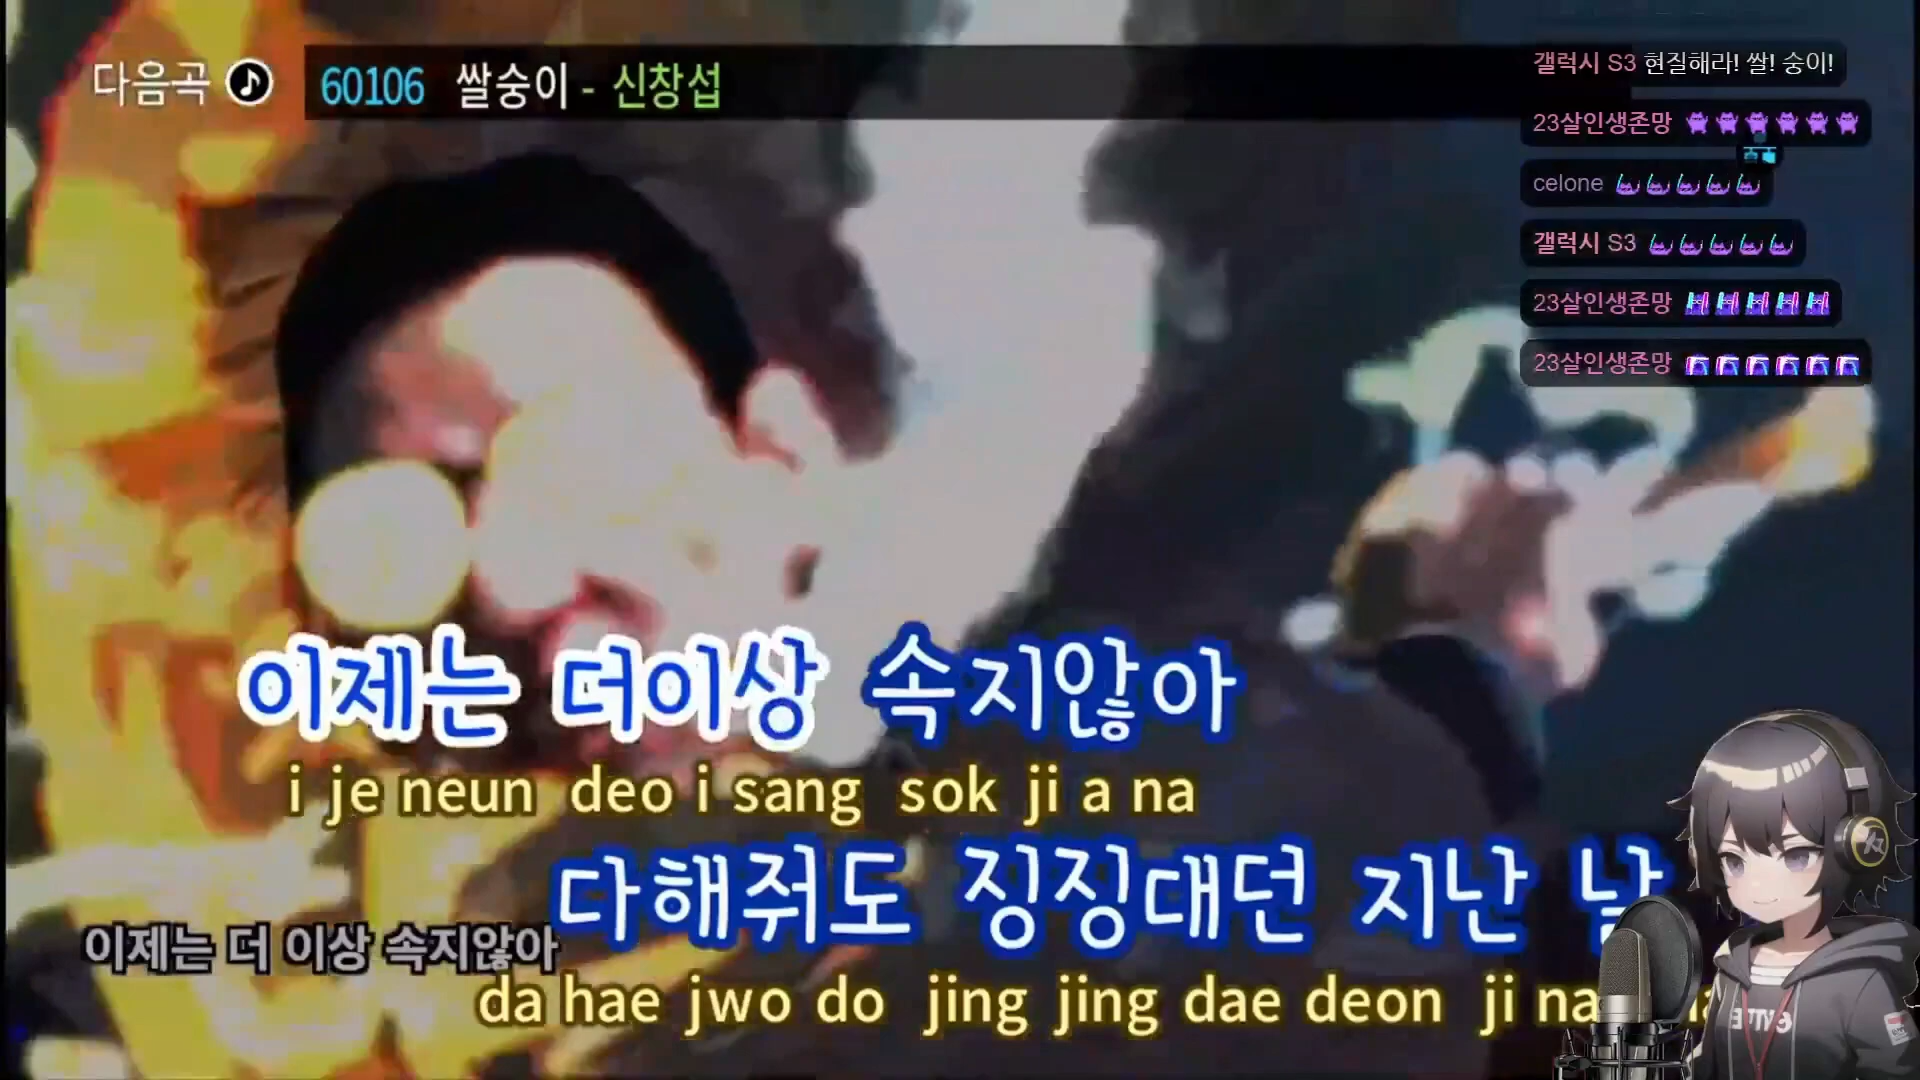 다음곡 60106 쌀숭이 - 신창섭
갤럭시 S3 현질해라! 쌀! 숭이!
23살인생존망
celone
갤럭시 S3
23살인생존망
23살인생존망
이제는 더이상 속지않아
i je neun deo i sang sok ji a na
다해줘도 징징대던 지난 날
이제는 더 이상 속지않아
da hae jwo do jing jing dae deon ji na